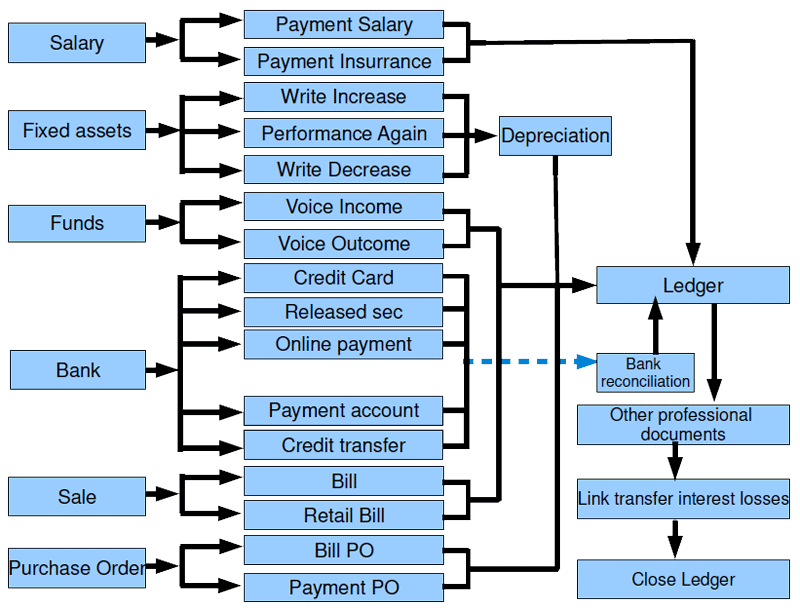 Salary
Payment Salary
Payment Insurrance
Fixed assets
Write Increase
Performance Again
Write Decrease
Depreciation
Funds
Voice Income
Voice Outcome
Bank
Credit Card
Released sec
Online payment
Payment account
Credit transfer
Sale
Bill
Retail Bill
Purchase Order
Bill PO
Payment PO
Ledger
Bank
reconciliation
Other professional
documents
Link transfer interest losses
Close Ledger